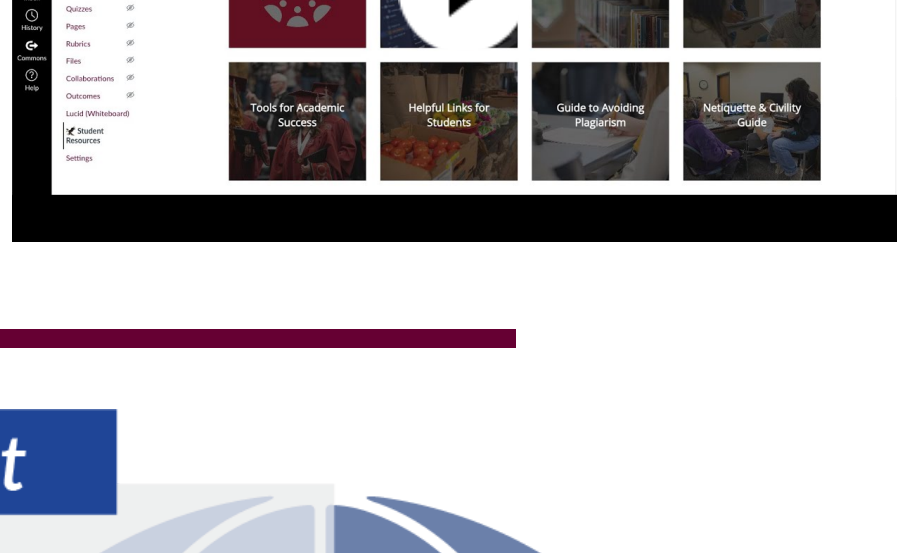 Quizzes
History
Pages
Rubrics
Commons
Files
Collaborations
Help
Outcomes
Lucid (Whiteboard)
Student
Resources
Settings
Tools for Academic
Success
Helpful Links for
Students
Guide to Avoiding
Plagiarism
Netiquette & Civility
Guide
t